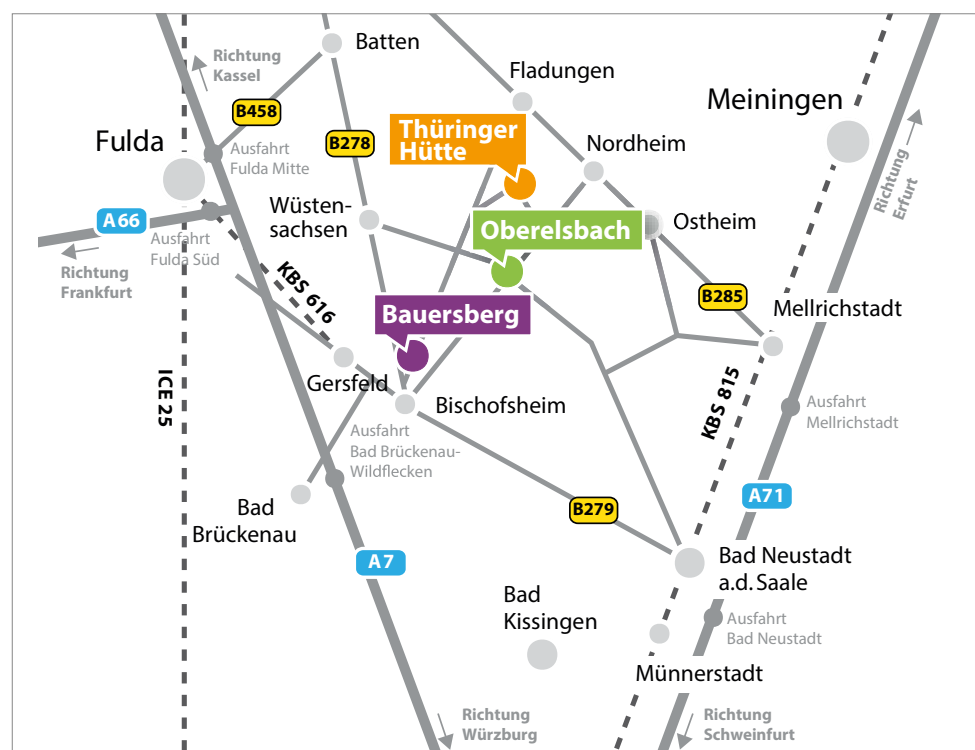 Batten
Richtung
Kassel
Fladungen
Meiningen
B458
Thüringer
Hütte
Fulda
B278
Nordheim
Ausfahrt
Fulda Mitte
Richtung
Erfurt
Wüsten-
sachsen
A66
Oberelsbach
Ostheim
Ausfahrt
Fulda Süd
Richtung
Frankfurt
KBS 616
B285
Mellrichstadt
Bauersberg
Gersfeld
ICE 25
KBS 815
Bischofsheim
Ausfahrt
Mellrichstadt
Ausfahrt
Bad Brückenau-
Wildflecken
A71
Bad
Brückenau
B279
A7
Bad Neustadt
a.d. Saale
Bad
Kissingen
Ausfahrt
Bad Neustadt
Münnerstadt
Richtung
Würzburg
Richtung
Schweinfurt